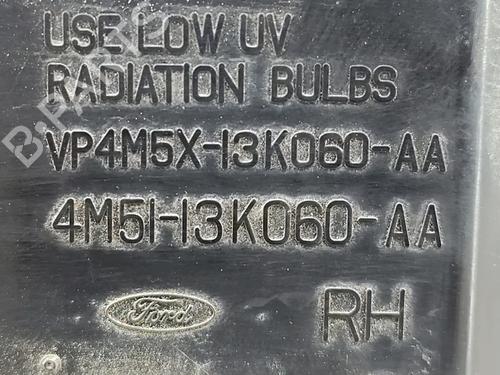 USE LOW UV
RADIATION BULBS
VP4M5X-13K060-AA
4M51-13K060-AA
Ford RH